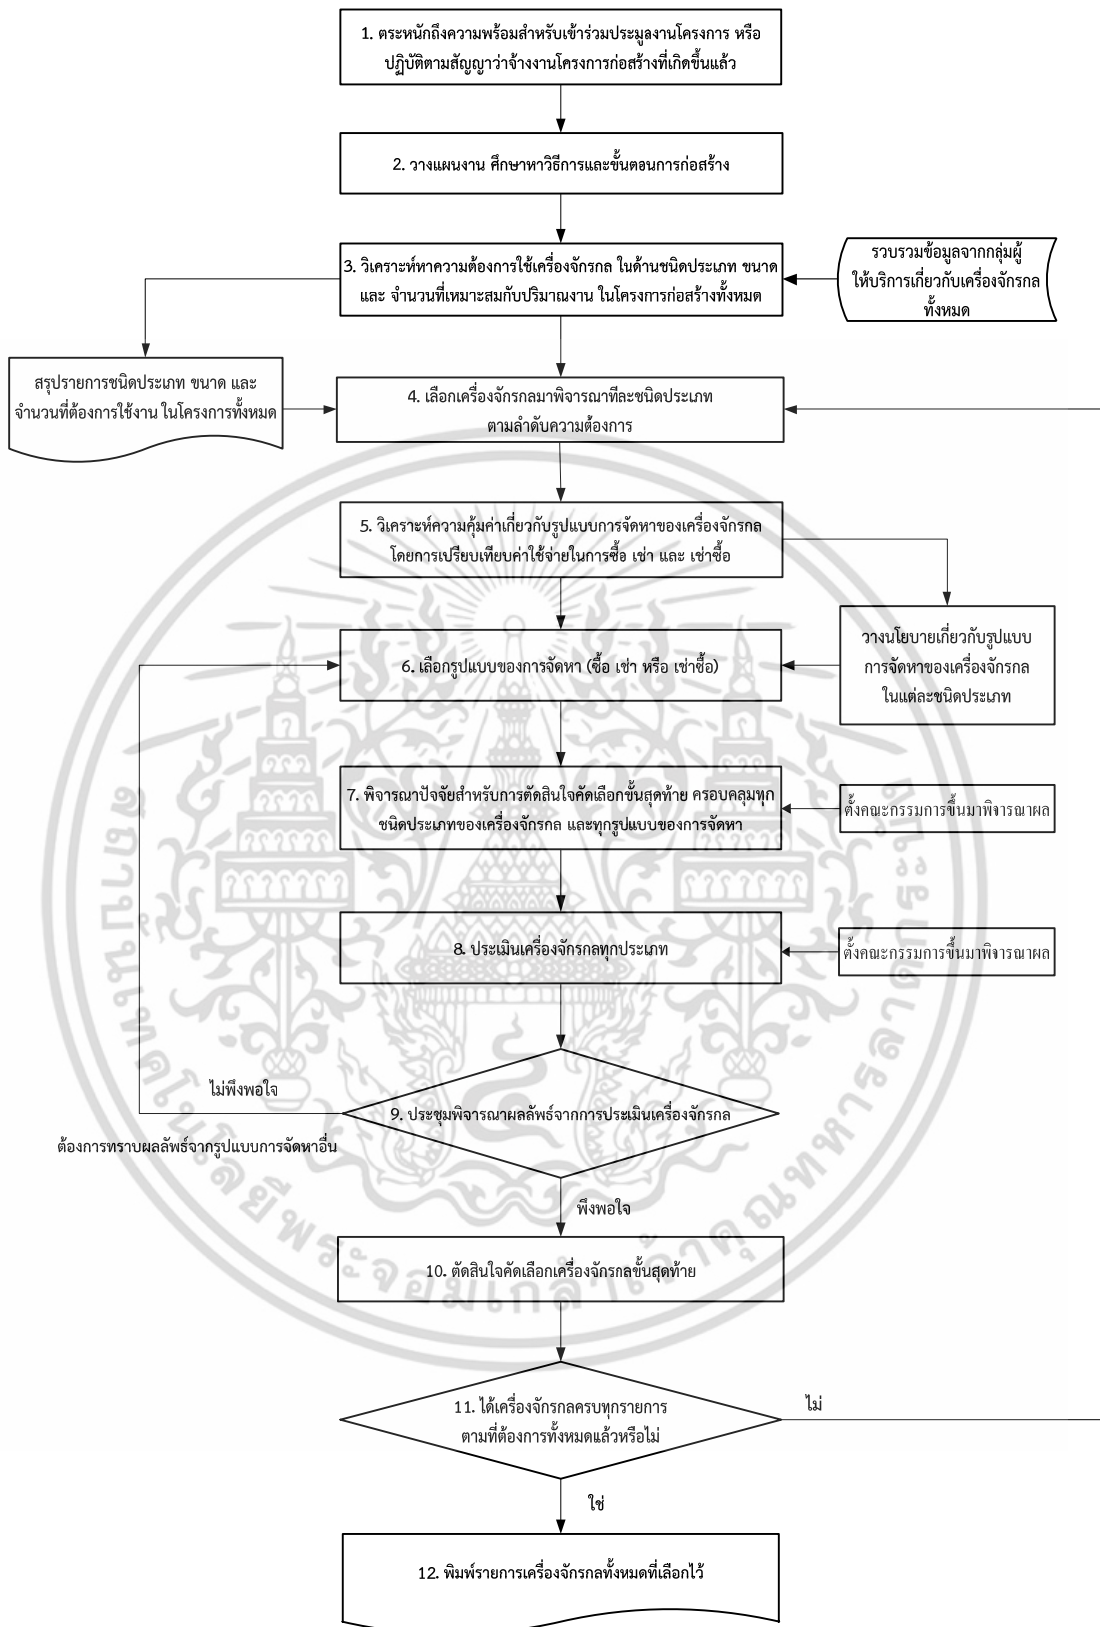 1. ตระหนักถึงความพร้อมสำหรับเข้าร่วมประมูลงานโครงการ หรือ
ปฏิบัติตามสัญญาว่าจ้างงานโครงการก่อสร้างที่เกิดขึ้นแล้ว
2. วางแผนงาน ศึกษาหาวิธีการและขั้นตอนการก่อสร้าง
3. วิเคราะห์หาความต้องการใช้เครื่องจักรกล ในด้านชนิดประเภท ขนาด
และ จำนวนที่เหมาะสมกับปริมาณงาน ในโครงการก่อสร้างทั้งหมด
รวบรวมข้อมูลจากกลุ่มผู้
ให้บริการเกี่ยวกับเครื่องจักรกล
ทั้งหมด
สรุปรายการชนิดประเภท ขนาด และ
จำนวนที่ต้องการใช้งาน ในโครงการทั้งหมด
4. เลือกเครื่องจักรกลมาพิจารณาทีละชนิดประเภท
ตามลำดับความต้องการ
5. วิเคราะห์ความคุ้มค่าเกี่ยวกับรูปแบบการจัดหาของเครื่องจักรกล
โดยการเปรียบเทียบค่าใช้จ่ายในการซื้อ เช่า และ เช่าซื้อ
วางนโยบายเกี่ยวกับรูปแบบ
การจัดหาของเครื่องจักรกล
ในแต่ละชนิดประเภท
6. เลือกรูปแบบของการจัดหา (ซื้อ เช่า หรือ เช่าซื้อ)
7. พิจารณาปัจจัยสำหรับการตัดสินใจคัดเลือกขั้นสุดท้าย ครอบคลุมทุก
ชนิดประเภทของเครื่องจักรกล และทุกรูปแบบของการจัดหา
ตั้งคณะกรรมการขึ้นมาพิจารณาผล
8. ประเมินเครื่องจักรกลทุกประเภท
ตั้งคณะกรรมการขึ้นมาพิจารณาผล
ไม่พึงพอใจ
9. ประชุมพิจารณาผลลัพธ์จากการประเมินเครื่องจักรกล
ต้องการทราบผลลัพธ์จากรูปแบบการจัดหาอื่น
พึงพอใจ
10. ตัดสินใจคัดเลือกเครื่องจักรกลขั้นสุดท้าย
11. ได้เครื่องจักรกลครบทุกรายการ
ตามที่ต้องการทั้งหมดแล้วหรือไม่
ไม่
ใช่
12. พิมพ์รายการเครื่องจักรกลทั้งหมดที่เลือกไว้
สถาบันเทคโนโลยีพระจอมเกล้าเจ้าคุณทหารลาดกระบัง